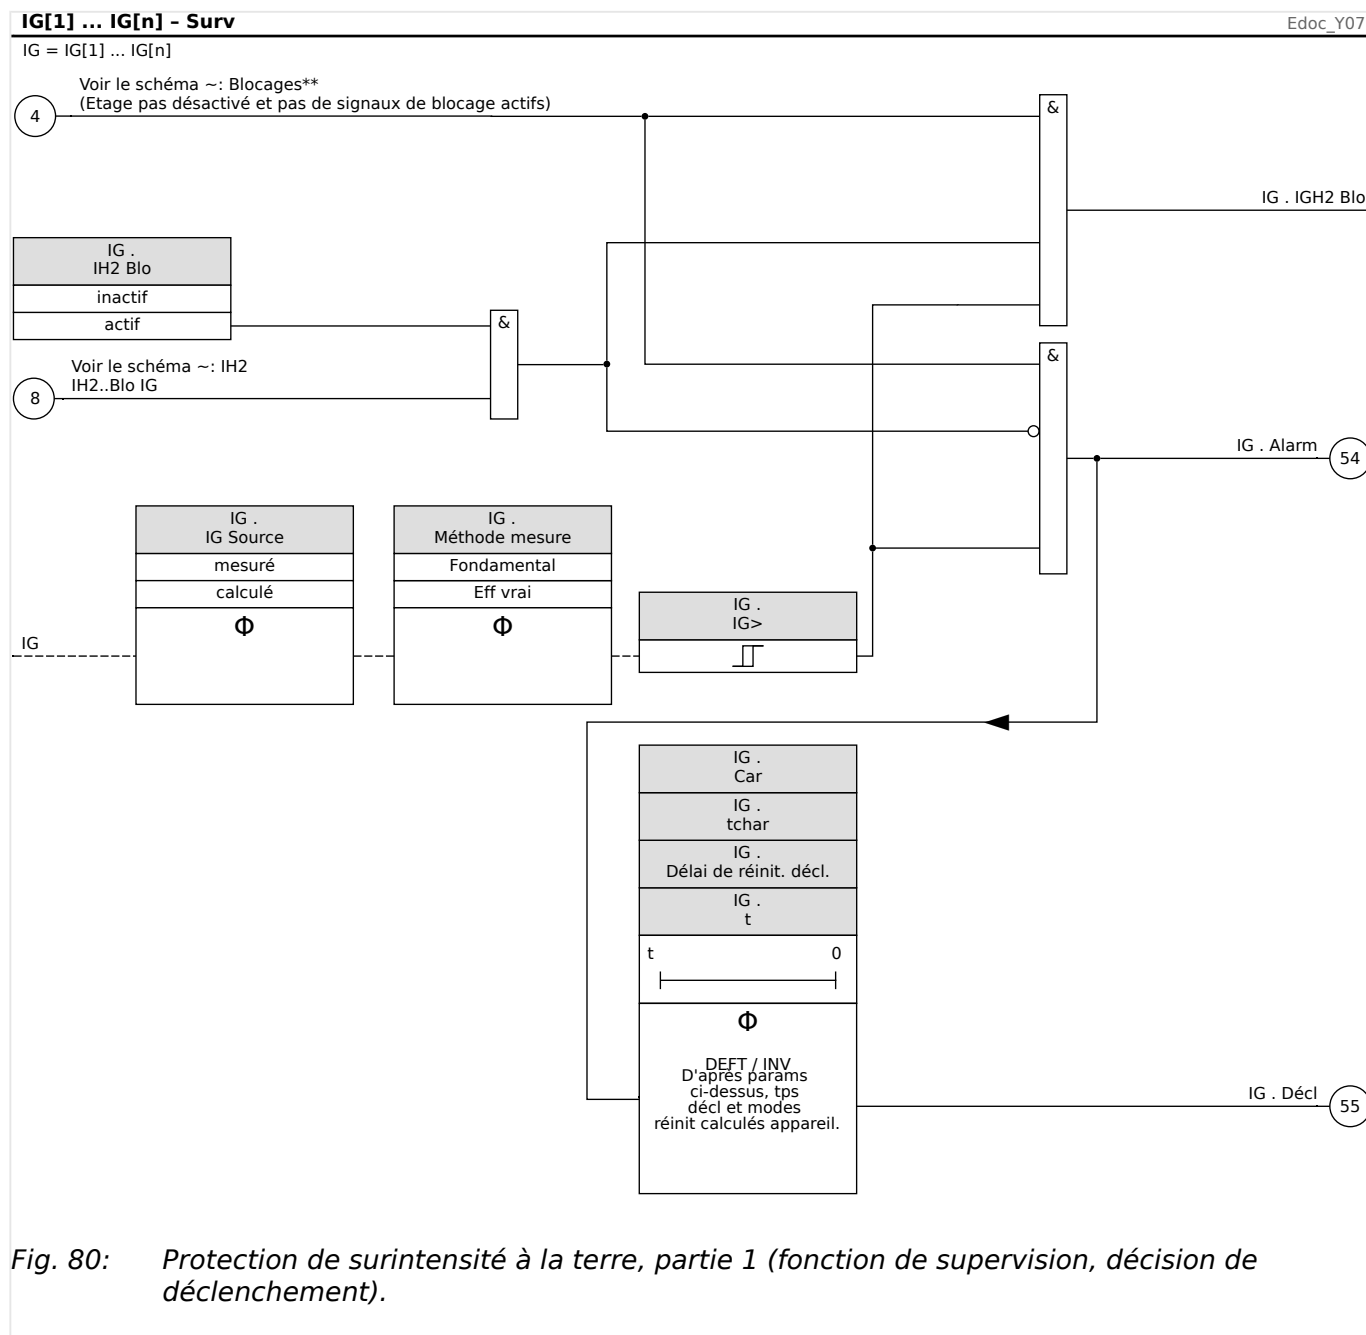 IG[1] ... IG[n] – Surv
Edoc_Y07
IG = IG[1] ... IG[n]
Voir le schéma ~: Blocages**
(Etage pas désactivé et pas de signaux de blocage actifs)
4
&
IG . IGH2 Blo
IG .
IH2 Blo
inactif
actif
&
&
Voir le schéma ~: IH2
IH2..Blo IG
8
IG . Alarm
54
IG .
IG Source
mesuré
calculé
Φ
IG .
Méthode mesure
Fondamental
Eff vrai
Φ
IG .
IG>
IG
IG .
Car
IG .
tchar
IG .
Délai de réinit. décl.
IG .
t
t 0
Φ
DEFT / INV
D'après params
ci-dessus, tps
décl et modes
réinit calculés appareil.
IG . Décl
55
Fig. 80: Protection de surintensité à la terre, partie 1 (fonction de supervision, décision de
déclenchement).